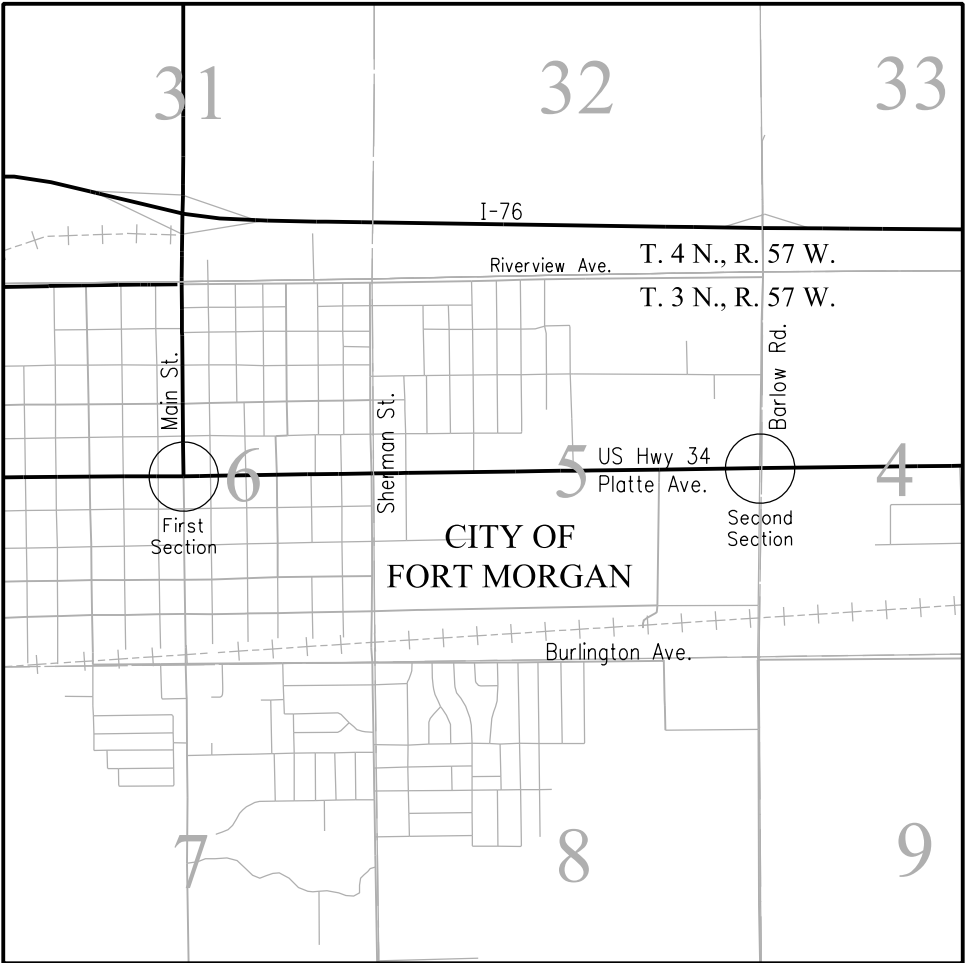 31
32
33
I-76
T. 4 N., R. 57 W.
Riverview Ave.
T. 3 N., R. 57 W.
Main St.
Sherman St.
Barlow Rd.
6
5
US Hwy 34
Platte Ave.
4
First
Section
Second
Section
CITY OF
FORT MORGAN
Burlington Ave.
7
8
9